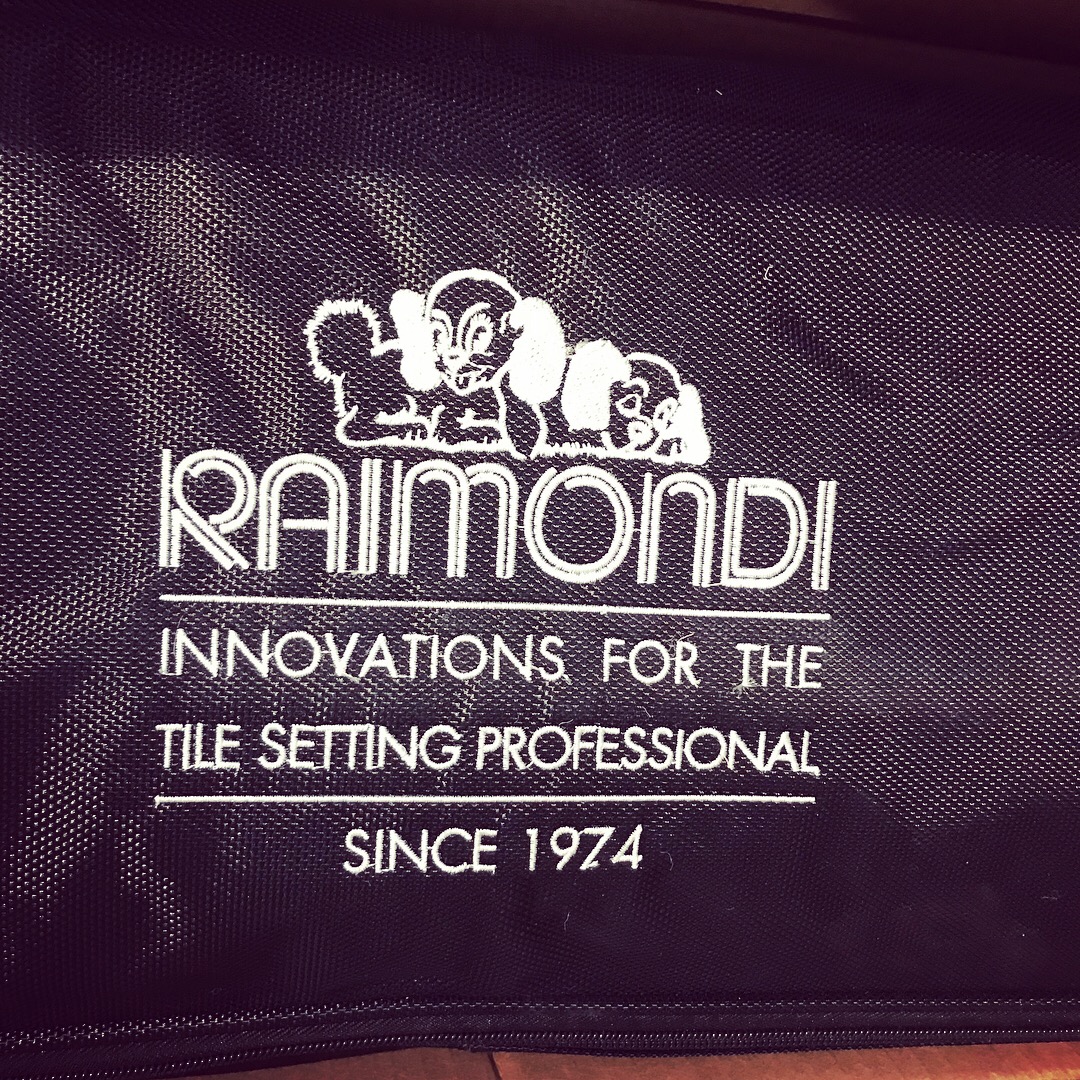 RAIMONDI
INNOVATIONS FOR THE
TILE SETTING PROFESSIONAL
SINCE 1974